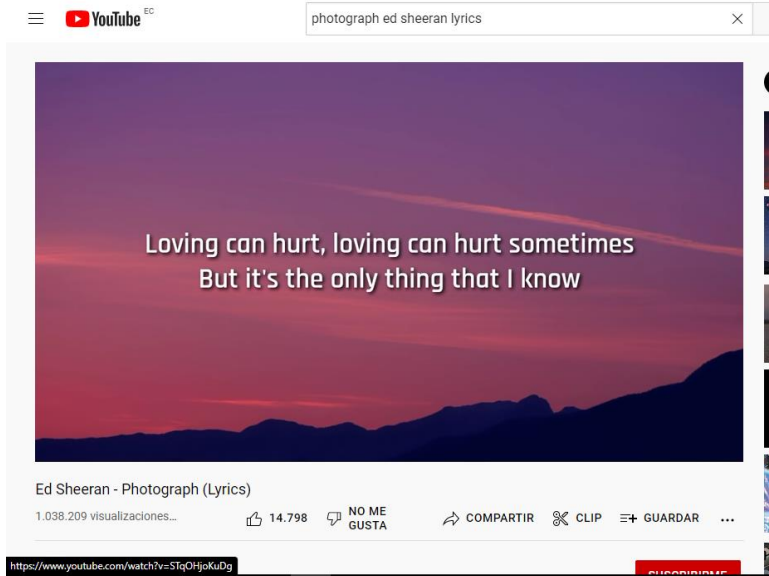 YouTube EC
photograph ed sheeran lyrics
Loving can hurt, loving can hurt sometimes
But it's the only thing that I know
Ed Sheeran - Photograph (Lyrics)
1.038.209 visualizaciones...
14.798
NO ME
GUSTA
COMPARTIR
CLIP
GUARDAR
https://www.youtube.com/watch?v=STqOHjoKuDg
SUSCRIBIRME